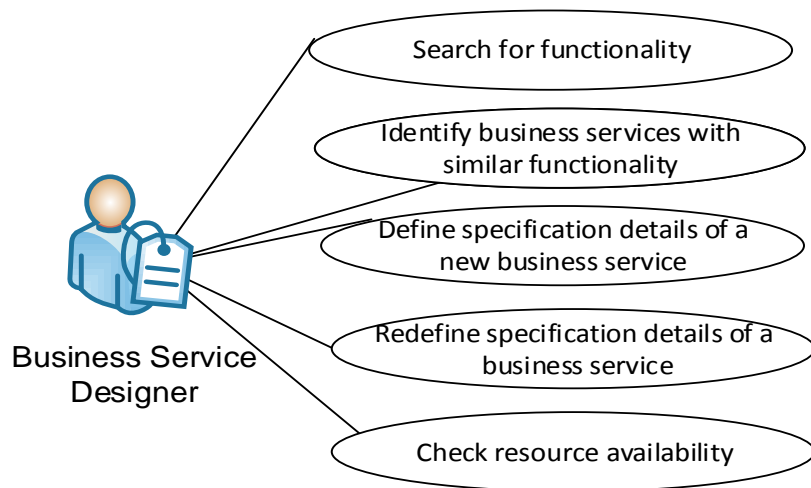 Search for functionality
Identify business services with
similar functionality
Define specification details of a
new business service
Redefine specification details of a
business service
Check resource availability
Business Service
Designer